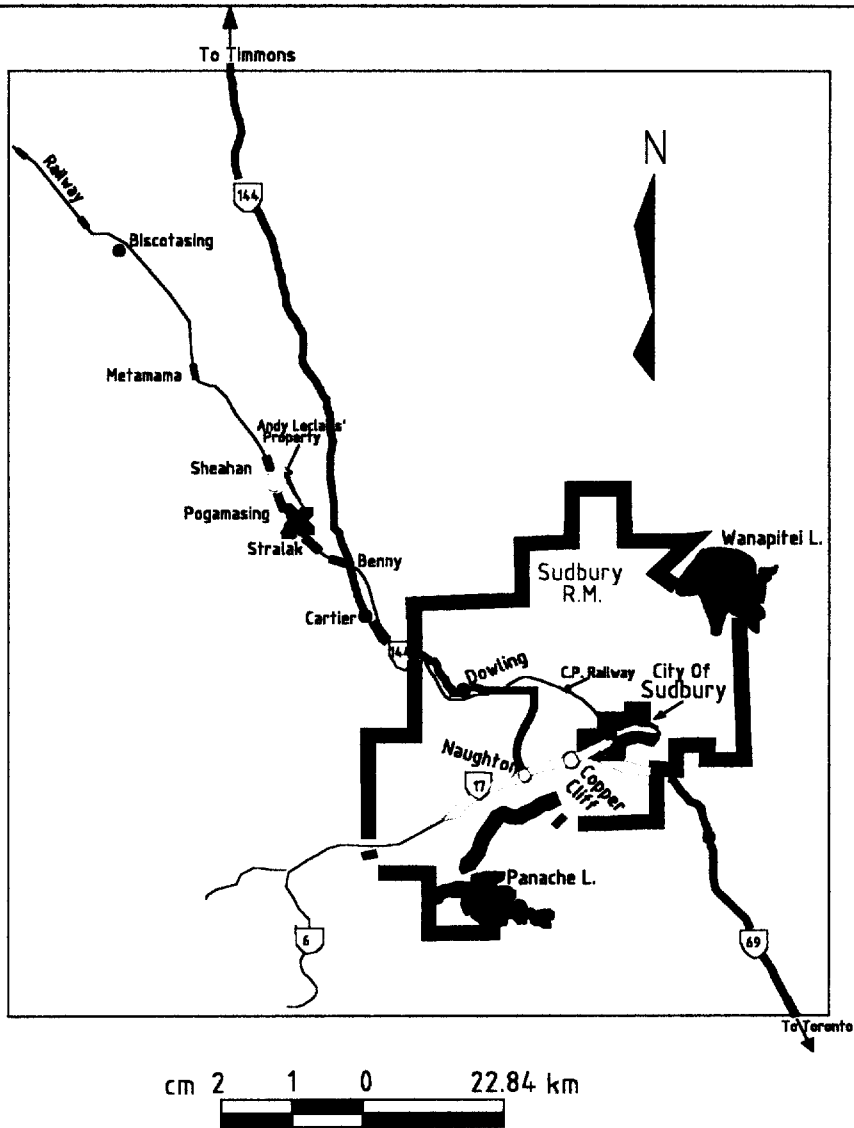 To Timmons
N
Railway
144
Biscotasing
Metamama
Andy Leclairs'
Property
Sheahan
Pogamasing
Stralak
Benny
Wanapitei L.
Sudbury
R.M.
Cartier
144
Dowling
C.P. Railway
City Of
Sudbury
Naughton
17
Copper
Cliff
Panache L.
6
69
To Toronto
cm 2 1 0 22.84 km